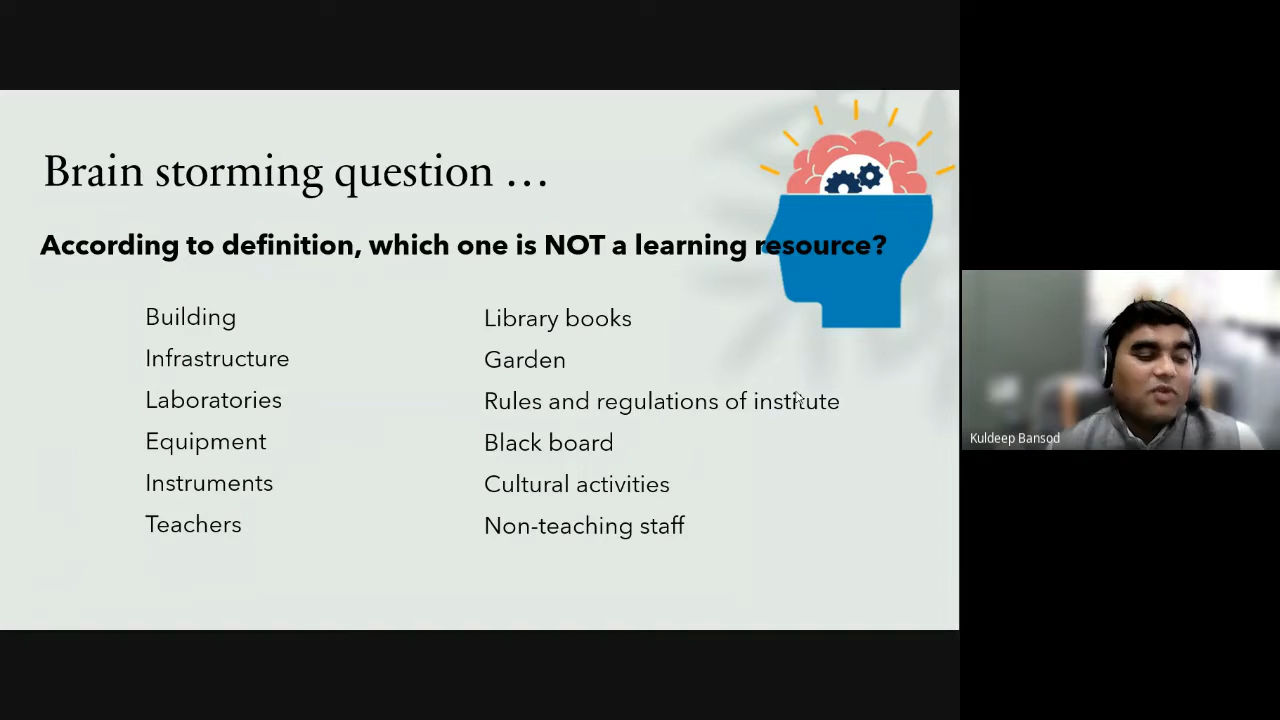 Brain storming question …
According to definition, which one is NOT a learning resource?
Building
Infrastructure
Laboratories
Equipment
Instruments
Teachers
Library books
Garden
Rules and regulations of institute
Black board
Cultural activities
Non-teaching staff
Kuldeep Bansod